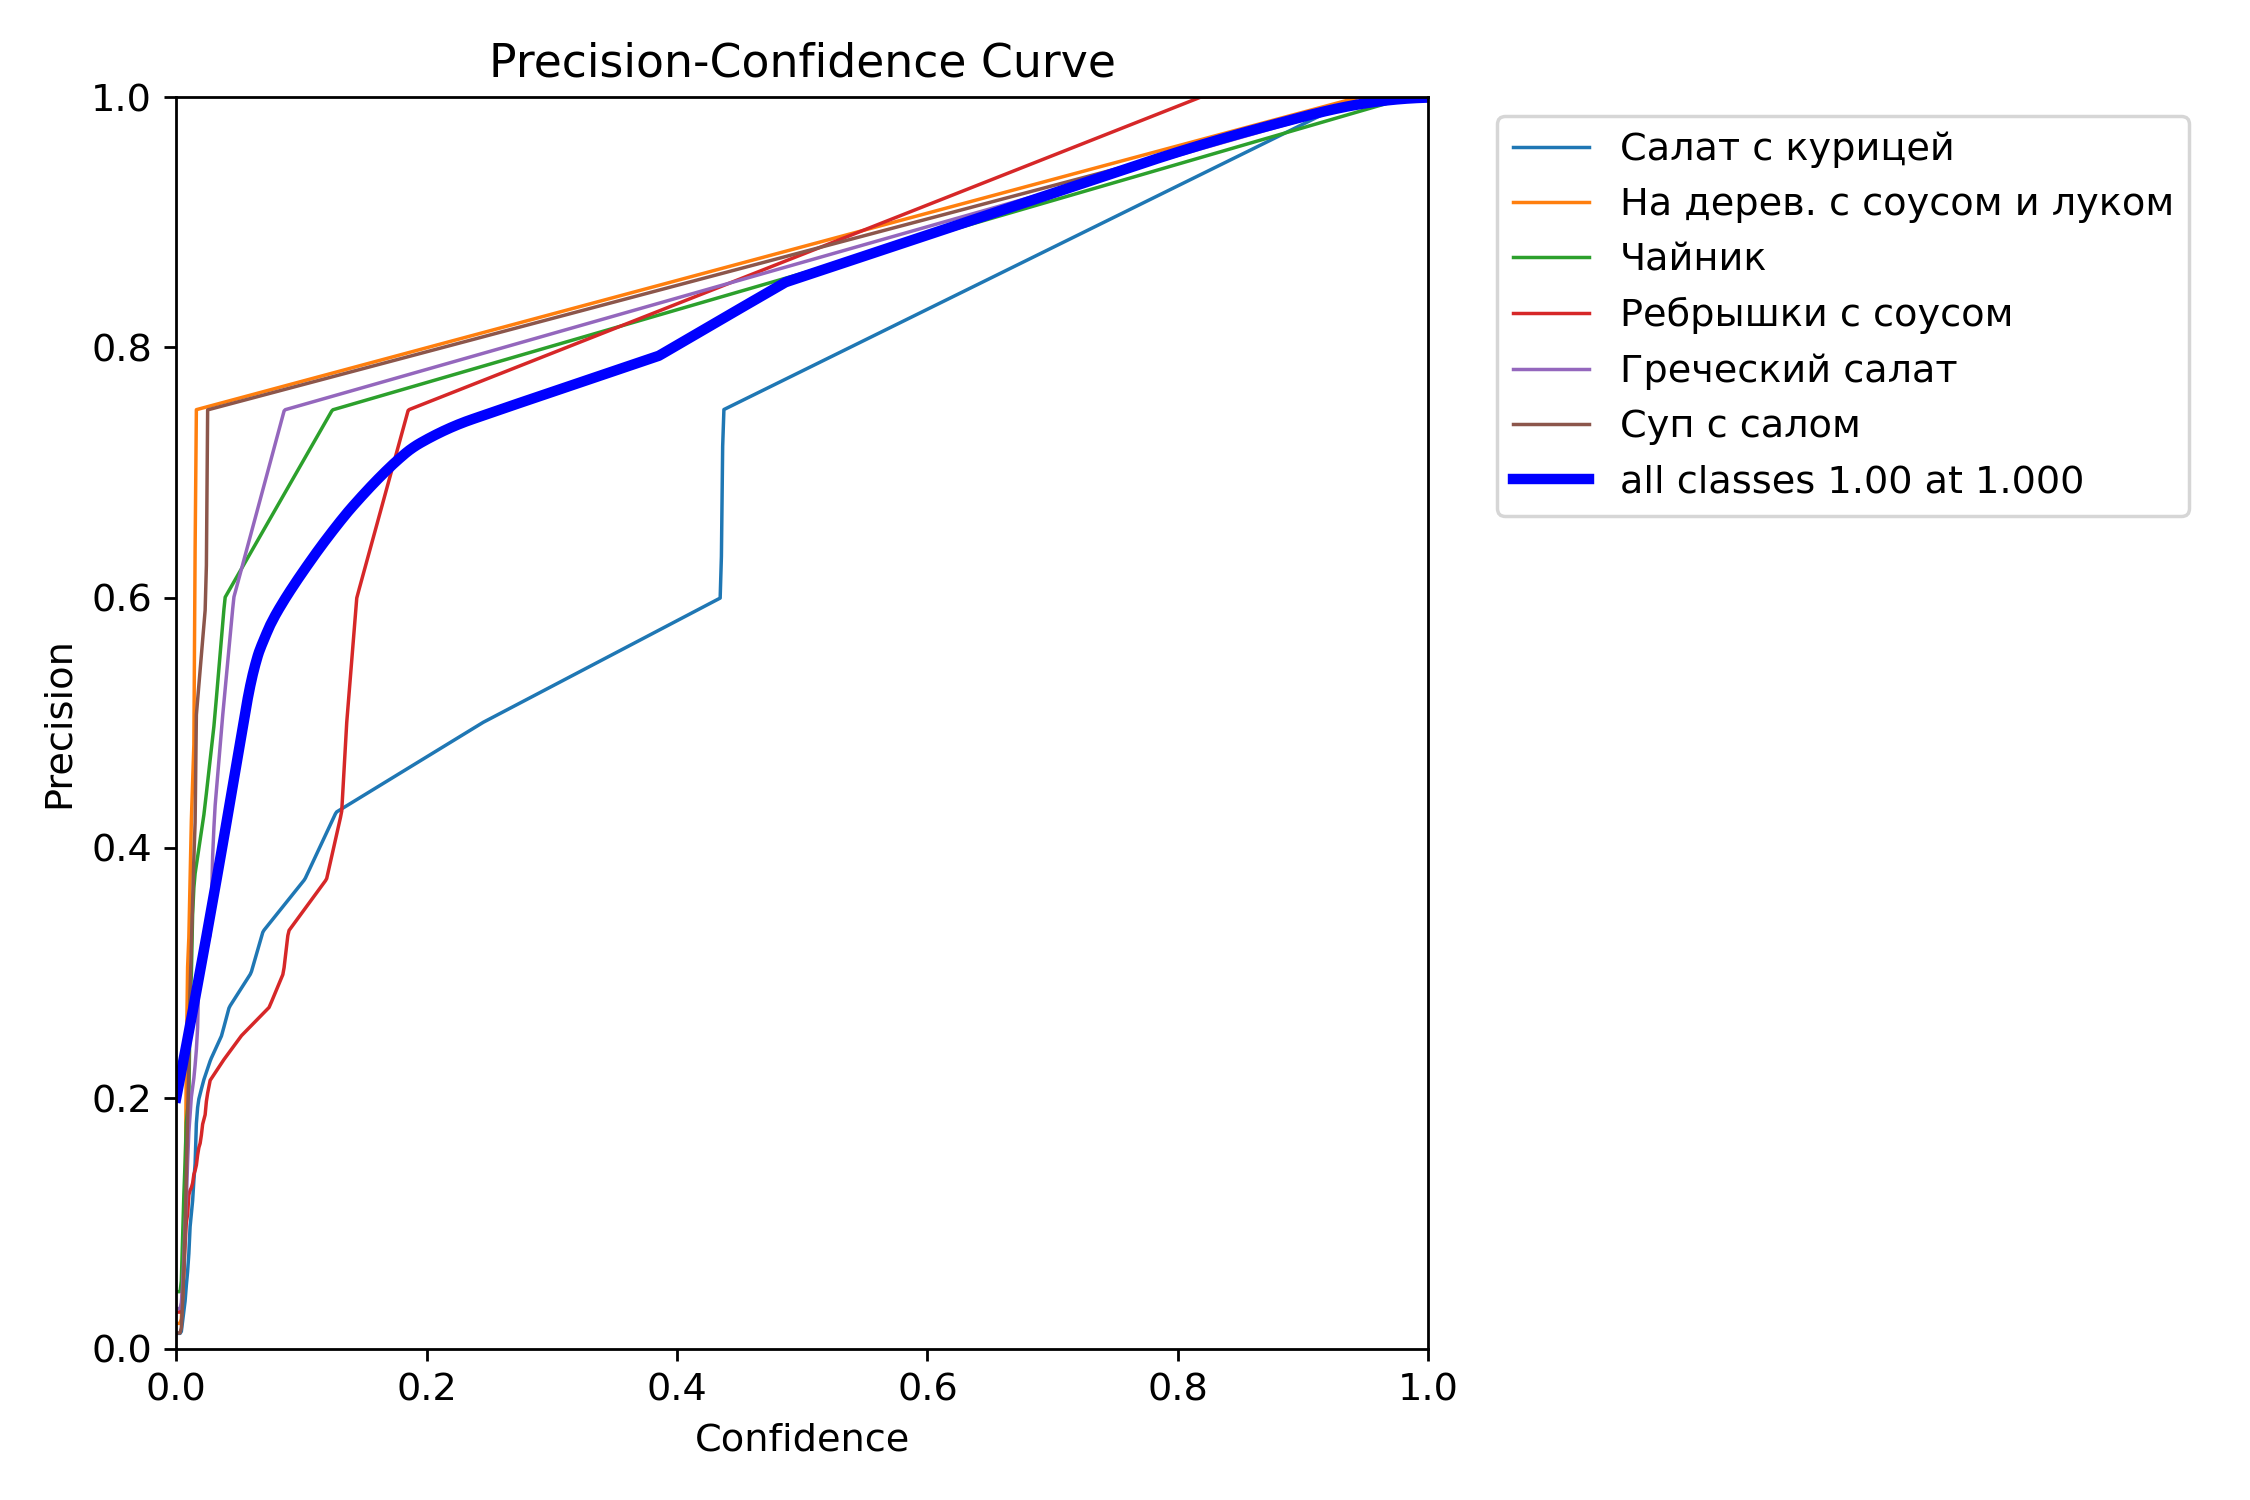 Precision-Confidence Curve
1.0
0.8
0.6
0.4
0.2
0.0
Precision
0.0 0.2 0.4 0.6 0.8 1.0
Confidence
Салат с курицей
На дерев. с соусом и луком
Чайник
Ребрышки с соусом
Греческий салат
Суп с салом
all classes 1.00 at 1.000